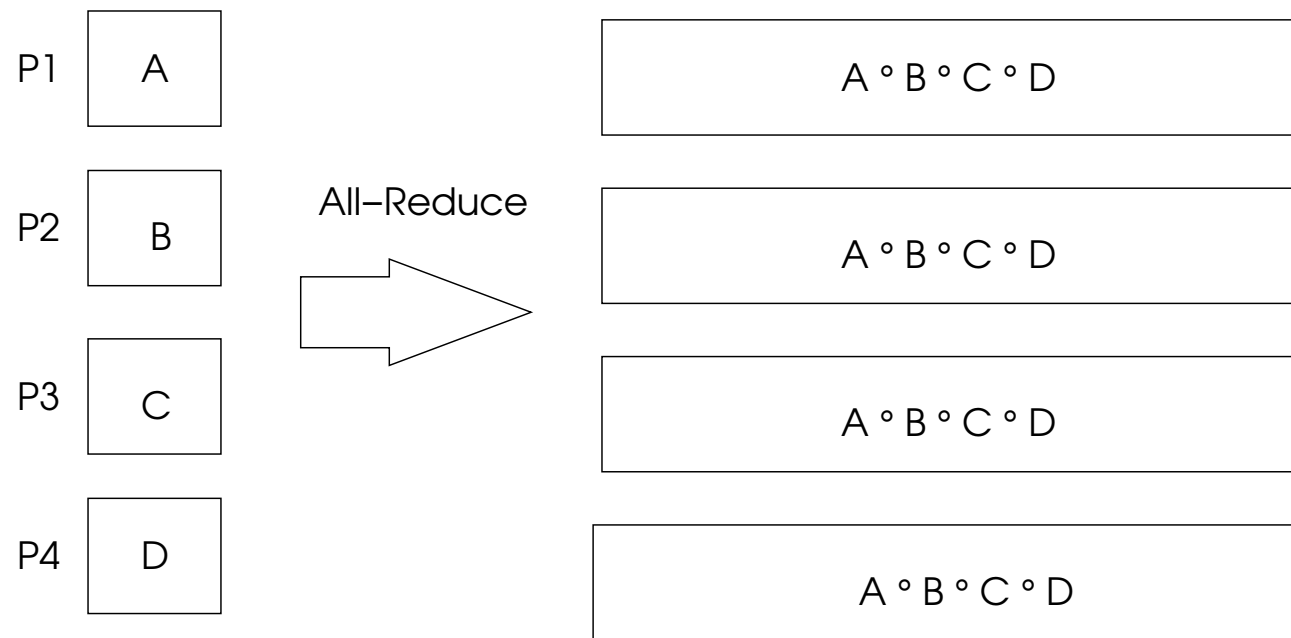 P1 A A ° B ° C ° D
P2 B A ° B ° C ° D
All–Reduce
P3 C A ° B ° C ° D
P4 D A ° B ° C ° D